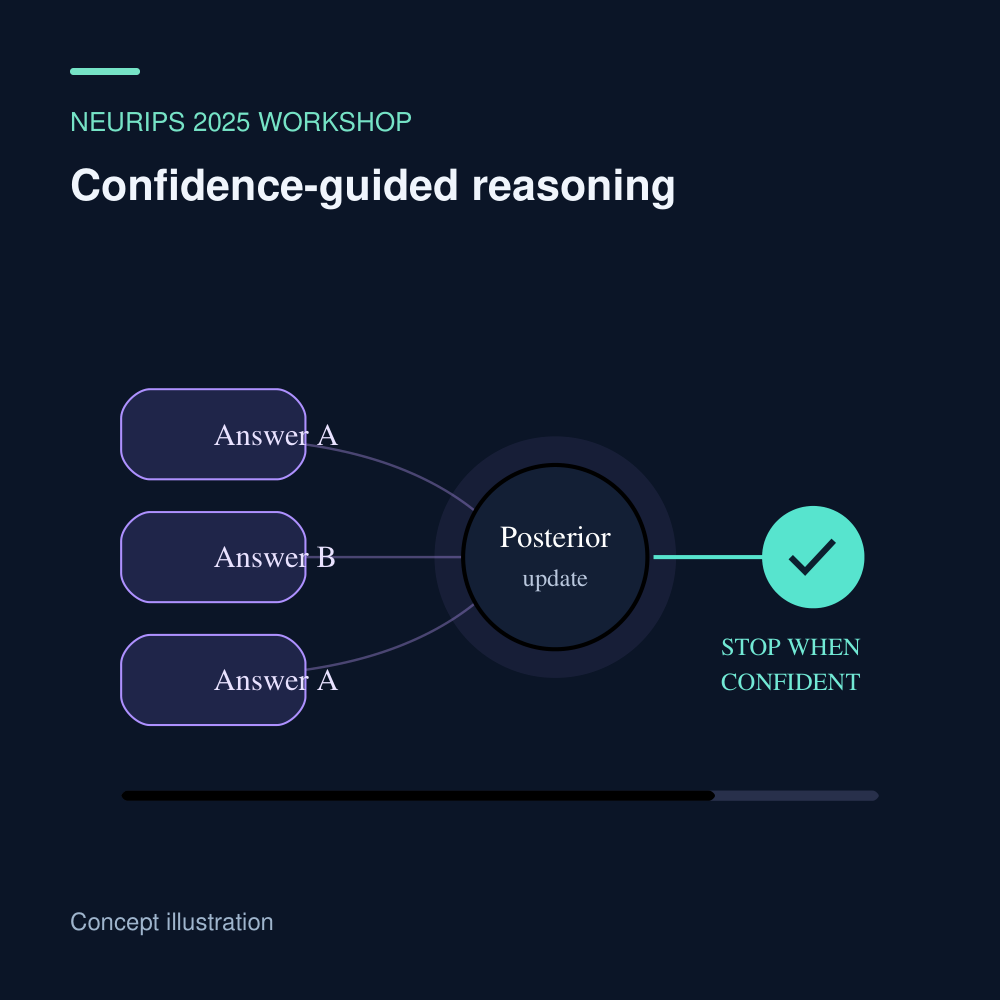 NEURIPS 2025 WORKSHOP
Confidence-guided reasoning
Answer A
Answer B
Answer A
Posterior
update
STOP WHEN
CONFIDENT
Concept illustration